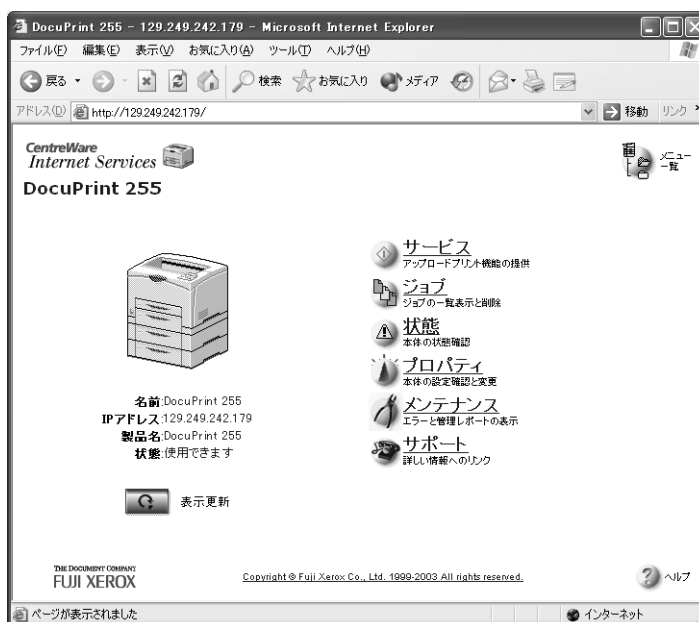 DocuPrint 255 - 129.249.242.179 - Microsoft Internet Explorer
ファイル(F) 編集(E) 表示(V) お気に入り(A) ツール(T) ヘルプ(H)
戻る 検索 お気に入り メディア
アドレス(D) http://129.249.242.179/ 移動 リンク »
CentreWare
Internet Services
DocuPrint 255
メニュー
一覧
サービス
アップロードプリント機能の提供
ジョブ
ジョブの一覧表示と削除
状態
本体の状態確認
プロパティ
本体の設定確認と変更
メンテナンス
エラーと管理レポートの表示
サポート
詳しい情報へのリンク
名前:DocuPrint 255
IPアドレス:129.249.242.179
製品名:DocuPrint 255
状態:使用できます
表示更新
THE DOCUMENT COMPANY
FUJI XEROX
Copyright © Fuji Xerox Co., Ltd. 1999-2003 All rights reserved.
ヘルプ
ページが表示されました インターネット